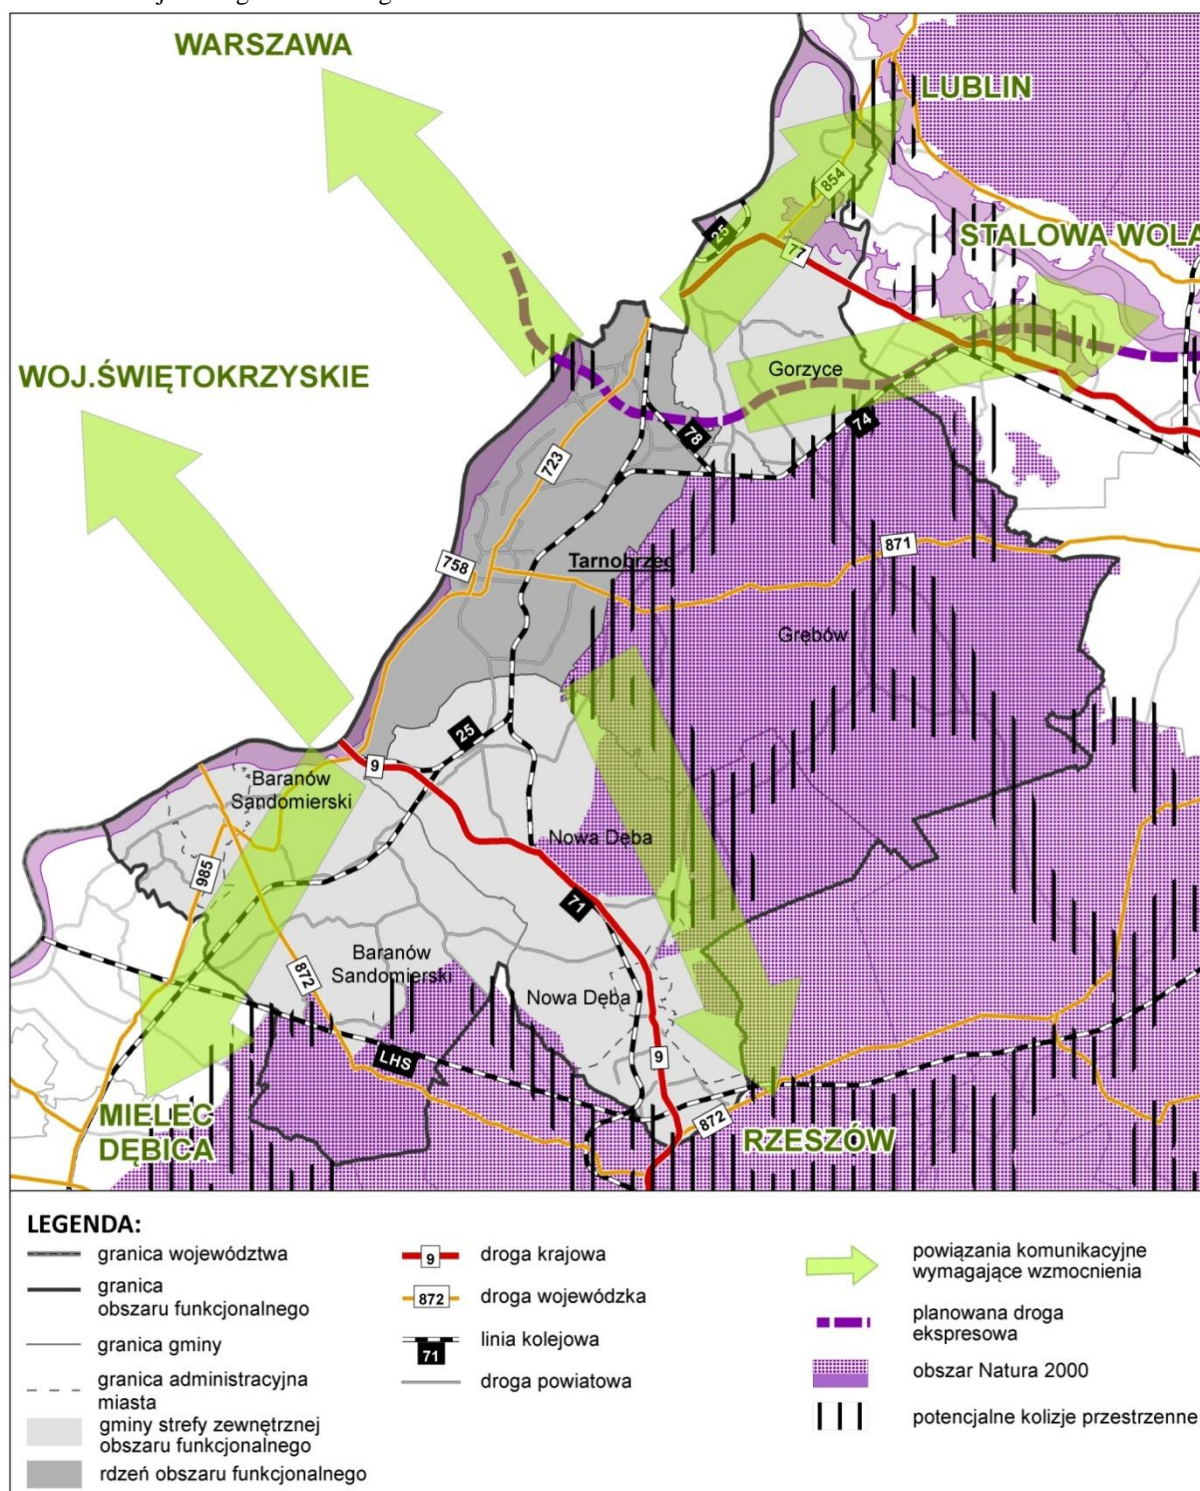 WARSZAWA
LUBLIN
854
25
STALOWA WOLA
77
WOJ.ŚWIĘTOKRZYSKIE
Gorzyce
78
74
723
871
758
Tarnobrzeg
Grębów
25
9
Baranów
Sandomierski
Nowa Dęba
985
71
Baranów
Sandomierski
872
Nowa Dęba
9
LHS
MIELEC
DĘBICA
872
RZESZÓW
LEGENDA:
granica województwa
granica
obszaru funkcjonalnego
granica gminy
granica administracyjna
miasta
gminy strefy zewnętrznej
obszaru funkcjonalnego
rdzeń obszaru funkcjonalnego
9 droga krajowa
872 droga wojewódzka
71 linia kolejowa
droga powiatowa
powiązania komunikacyjne
wymagające wzmocnienia
planowana droga
ekspresowa
obszar Natura 2000
potencjalne kolizje przestrzenne